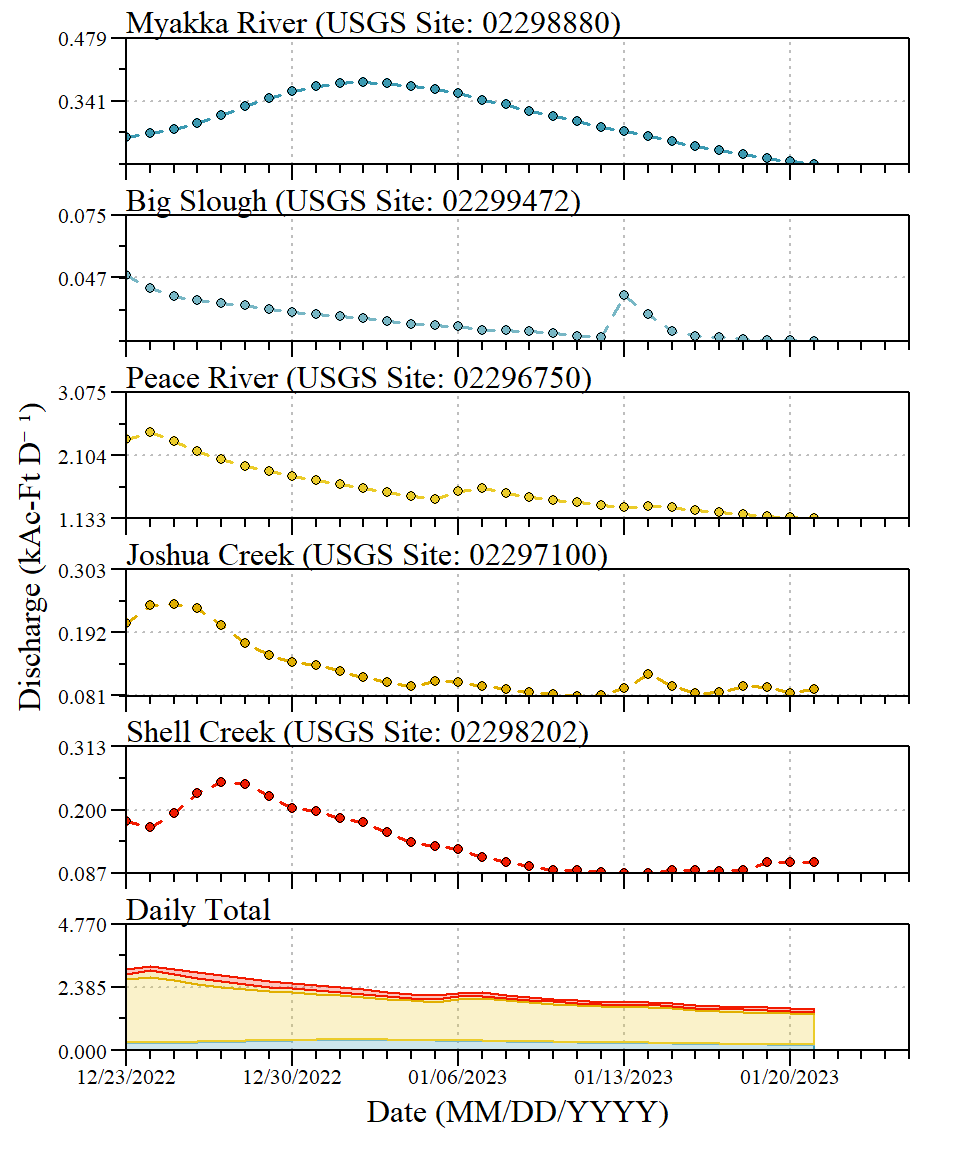 Myakka River (USGS Site: 02298880)
0.479
0.341
Big Slough (USGS Site: 02299472)
0.075
0.047
Peace River (USGS Site: 02296750)
3.075
2.104
1.133
Joshua Creek (USGS Site: 02297100)
0.303
0.192
0.081
Shell Creek (USGS Site: 02298202)
0.313
0.200
0.087
Daily Total
4.770
2.385
0.000
Discharge (kAc-Ft D⁻¹)
12/23/2022 12/30/2022 01/06/2023 01/13/2023 01/20/2023
Date (MM/DD/YYYY)